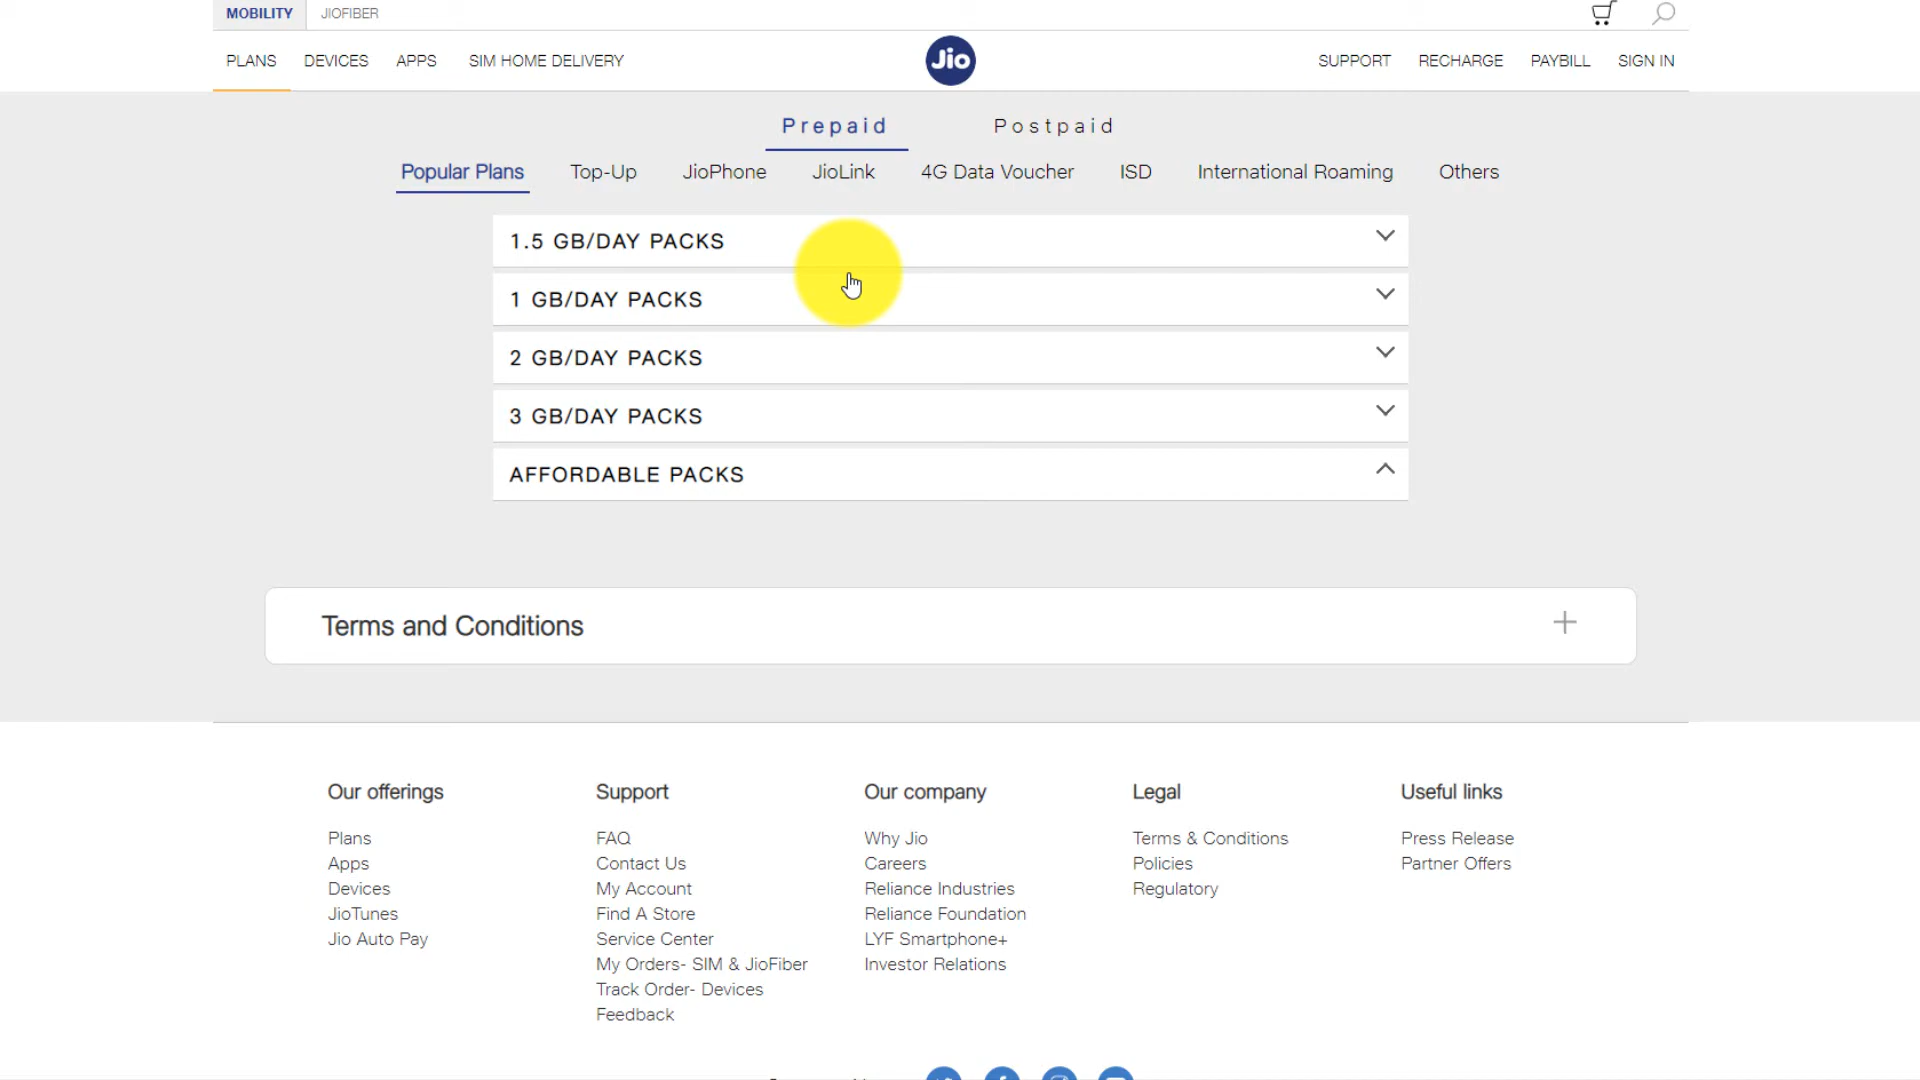 MOBILITY JIOFIBER
PLANS DEVICES APPS SIM HOME DELIVERY Jio SUPPORT RECHARGE PAYBILL SIGN IN
Prepaid Postpaid
Popular Plans Top-Up JioPhone JioLink 4G Data Voucher ISD International Roaming Others
1.5 GB/DAY PACKS
1 GB/DAY PACKS
2 GB/DAY PACKS
3 GB/DAY PACKS
AFFORDABLE PACKS
Terms and Conditions
Our offerings
Plans
Apps
Devices
JioTunes
Jio Auto Pay
Support
FAQ
Contact Us
My Account
Find A Store
Service Center
My Orders- SIM & JioFiber
Track Order- Devices
Feedback
Our company
Why Jio
Careers
Reliance Industries
Reliance Foundation
LYF Smartphone+
Investor Relations
Legal
Terms & Conditions
Policies
Regulatory
Useful links
Press Release
Partner Offers